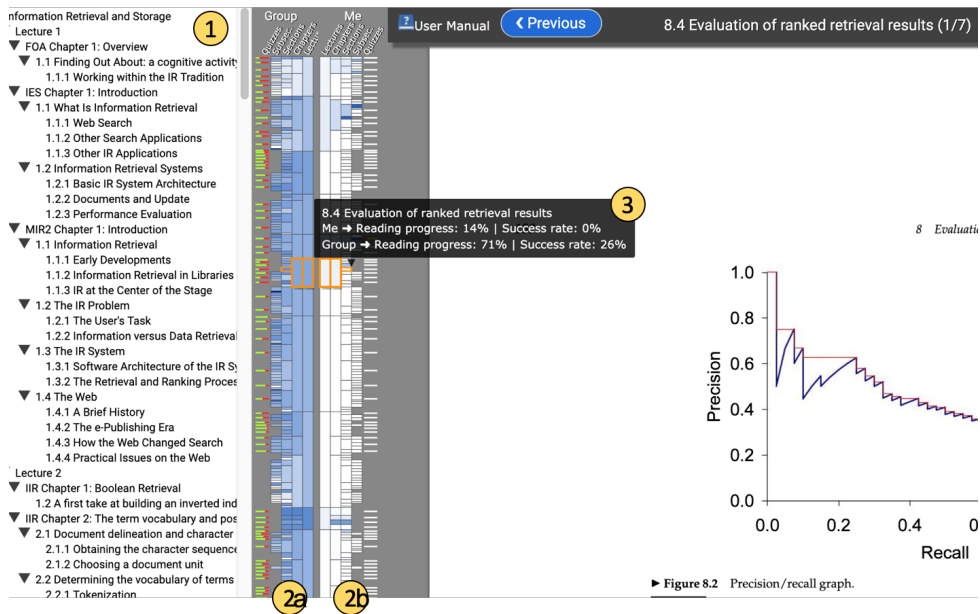 nformation Retrieval and Storage
Lecture 1
FOA Chapter 1: Overview
1.1 Finding Out About: a cognitive activity
1.1.1 Working within the IR Tradition
IES Chapter 1: Introduction
1.1 What Is Information Retrieval
1.1.1 Web Search
1.1.2 Other Search Applications
1.1.3 Other IR Applications
1.2 Information Retrieval Systems
1.2.1 Basic IR System Architecture
1.2.2 Documents and Update
1.2.3 Performance Evaluation
MIR2 Chapter 1: Introduction
1.1 Information Retrieval
1.1.1 Early Developments
1.1.2 Information Retrieval in Libraries
1.1.3 IR at the Center of the Stage
1.2 The IR Problem
1.2.1 The User's Task
1.2.2 Information versus Data Retrieval
1.3 The IR System
1.3.1 Software Architecture of the IR Sy
1.3.2 The Retrieval and Ranking Proces
1.4 The Web
1.4.1 A Brief History
1.4.2 The e-Publishing Era
1.4.3 How the Web Changed Search
1.4.4 Practical Issues on the Web
Lecture 2
IIR Chapter 1: Boolean Retrieval
1.2 A first take at building an inverted ind
IIR Chapter 2: The term vocabulary and pos
2.1 Document delineation and character
2.1.1 Obtaining the character sequence
2.1.2 Choosing a document unit
2.2 Determining the vocabulary of terms
2.2.1 Tokenization
1
Group
Me
Quizzes
Subsec.
Sections
Chapters
Lectures
Lectures
Chapters
Sections
Subsec.
Quizzes
2a
2b
User Manual
Previous
8.4 Evaluation of ranked retrieval results (1/7)
3
8.4 Evaluation of ranked retrieval results
Me ➔ Reading progress: 14% | Success rate: 0%
Group ➔ Reading progress: 71% | Success rate: 26%
8 Evaluatio
1.0
0.8
0.6
0.4
0.2
0.0
Precision
0.0
0.2
0.4
0.
Recall
► Figure 8.2 Precision/recall graph.